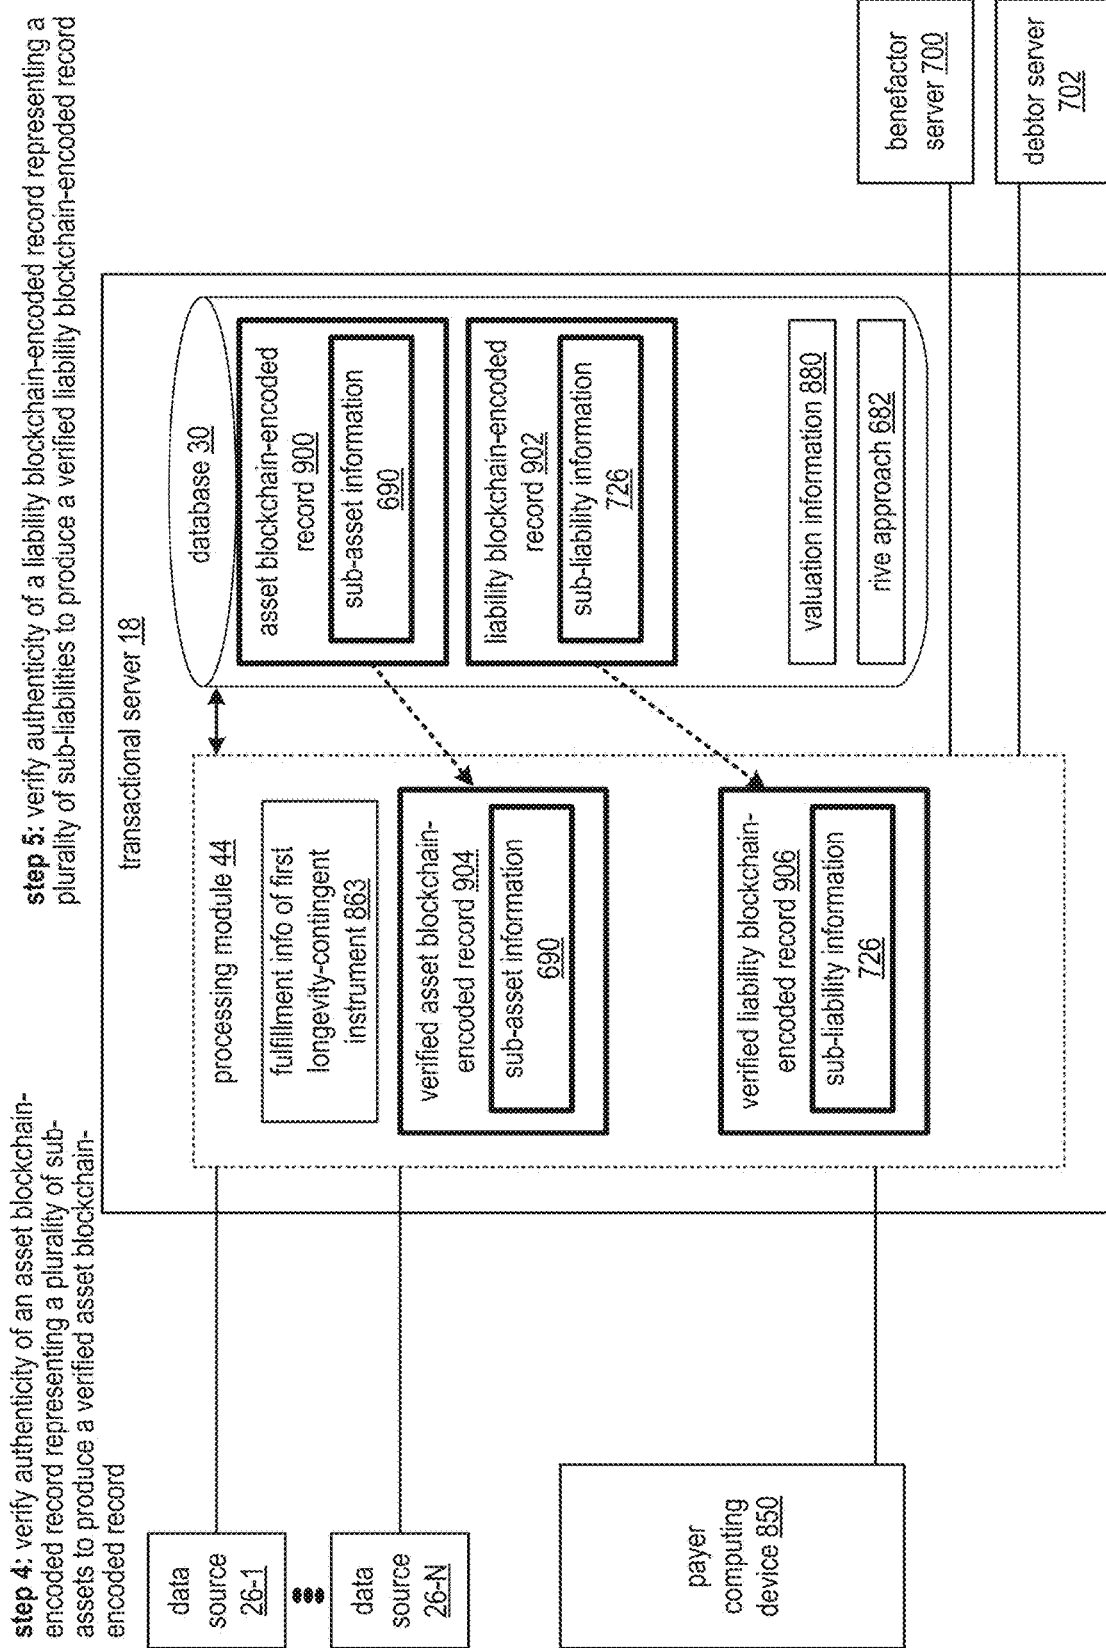 step 4: verify authenticity of an asset blockchain-
encoded record representing a plurality of sub-
assets to produce a verified asset blockchain-
encoded record
step 5: verify authenticity of a liability blockchain-encoded record representing a
plurality of sub-liabilities to produce a verified liability blockchain-encoded record
transactional server 18
data
source
26-1
data
source
26-N
payer
computing
device 850
processing module 44
fulfillment info of first
longevity-contingent
instrument 863
verified asset blockchain-
encoded record 904
sub-asset information
690
verified liability blockchain-
encoded record 906
sub-liability information
726
database 30
asset blockchain-encoded
record 900
sub-asset information
690
liability blockchain-encoded
record 902
sub-liability information
726
valuation information 880
rive approach 682
benefactor
server 700
debtor server
702